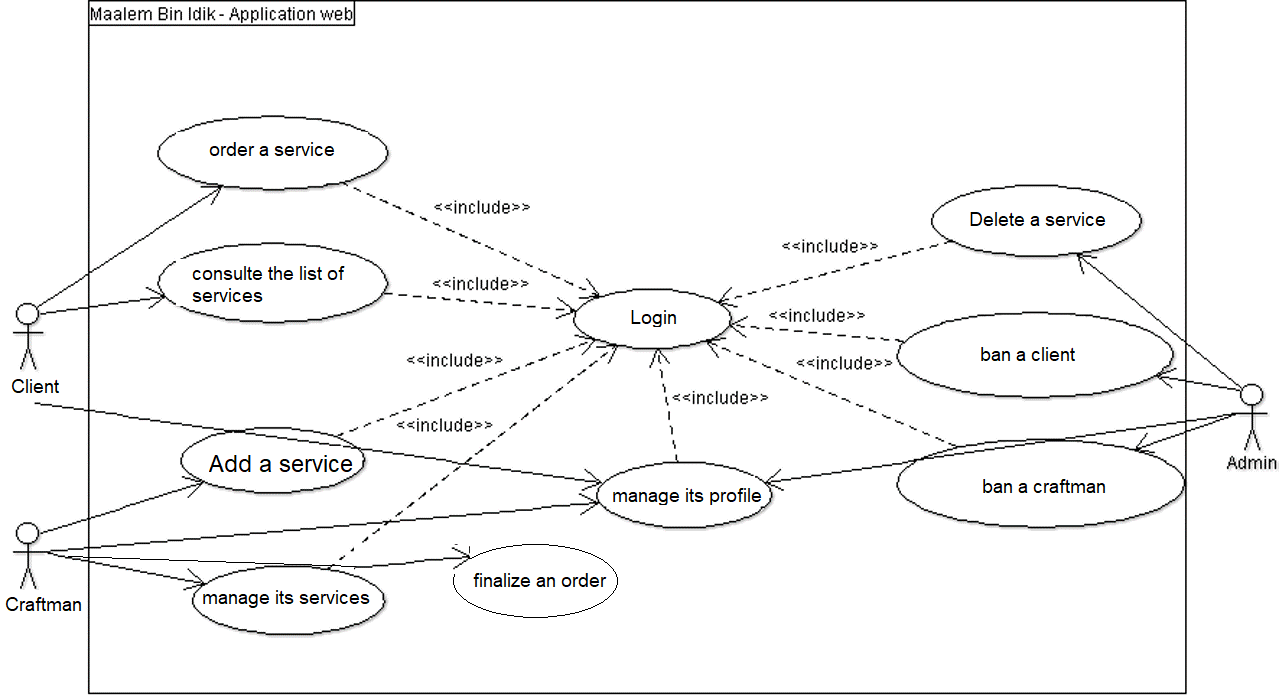 Maalem Bin Idik - Application web
order a service
<<include>>
Delete a service
<<include>>
consulte the list of
services
<<include>>
Login
<<include>>
ban a client
<<include>>
<<include>>
Client
<<include>>
<<include>>
Add a service
Admin
manage its profile
ban a craftman
finalize an order
manage its services
Craftman